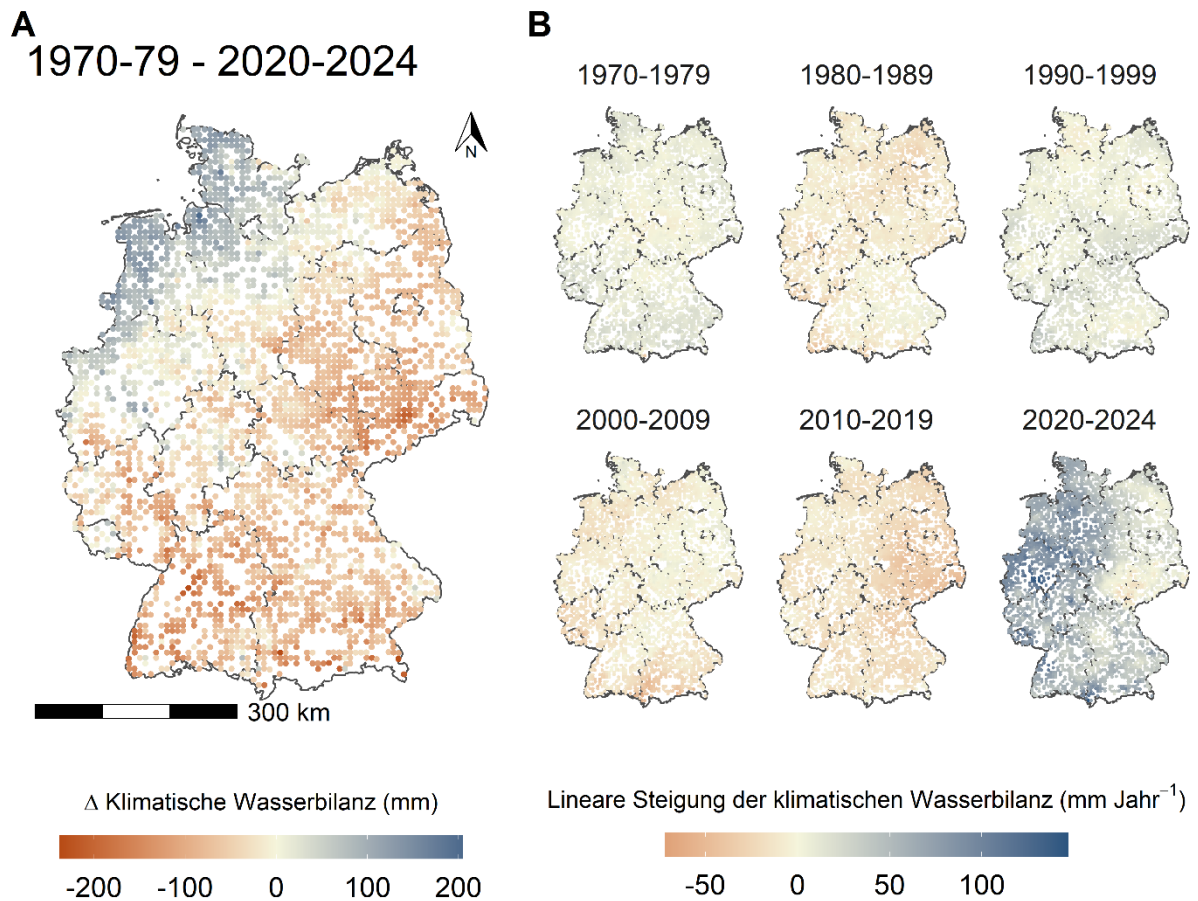 A
1970-79 - 2020-2024
N
300 km
Δ Klimatische Wasserbilanz (mm)
-200 -100 0 100 200
B
1970-1979 1980-1989 1990-1999
2000-2009 2010-2019 2020-2024
Lineare Steigung der klimatischen Wasserbilanz (mm Jahr⁻¹)
-50 0 50 100